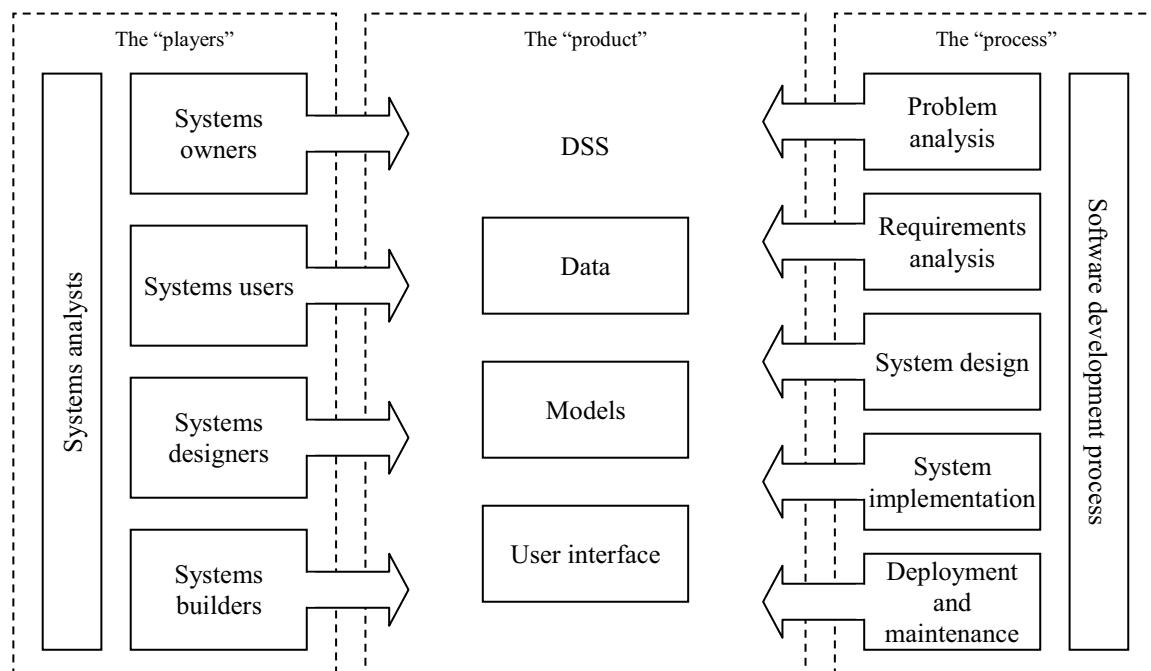 The “players”
Systems analysts
Systems
owners
Systems users
Systems
designers
Systems
builders
The “product”
DSS
Data
Models
User interface
The “process”
Problem
analysis
Requirements
analysis
System design
System
implementation
Deployment
and
maintenance
Software development process